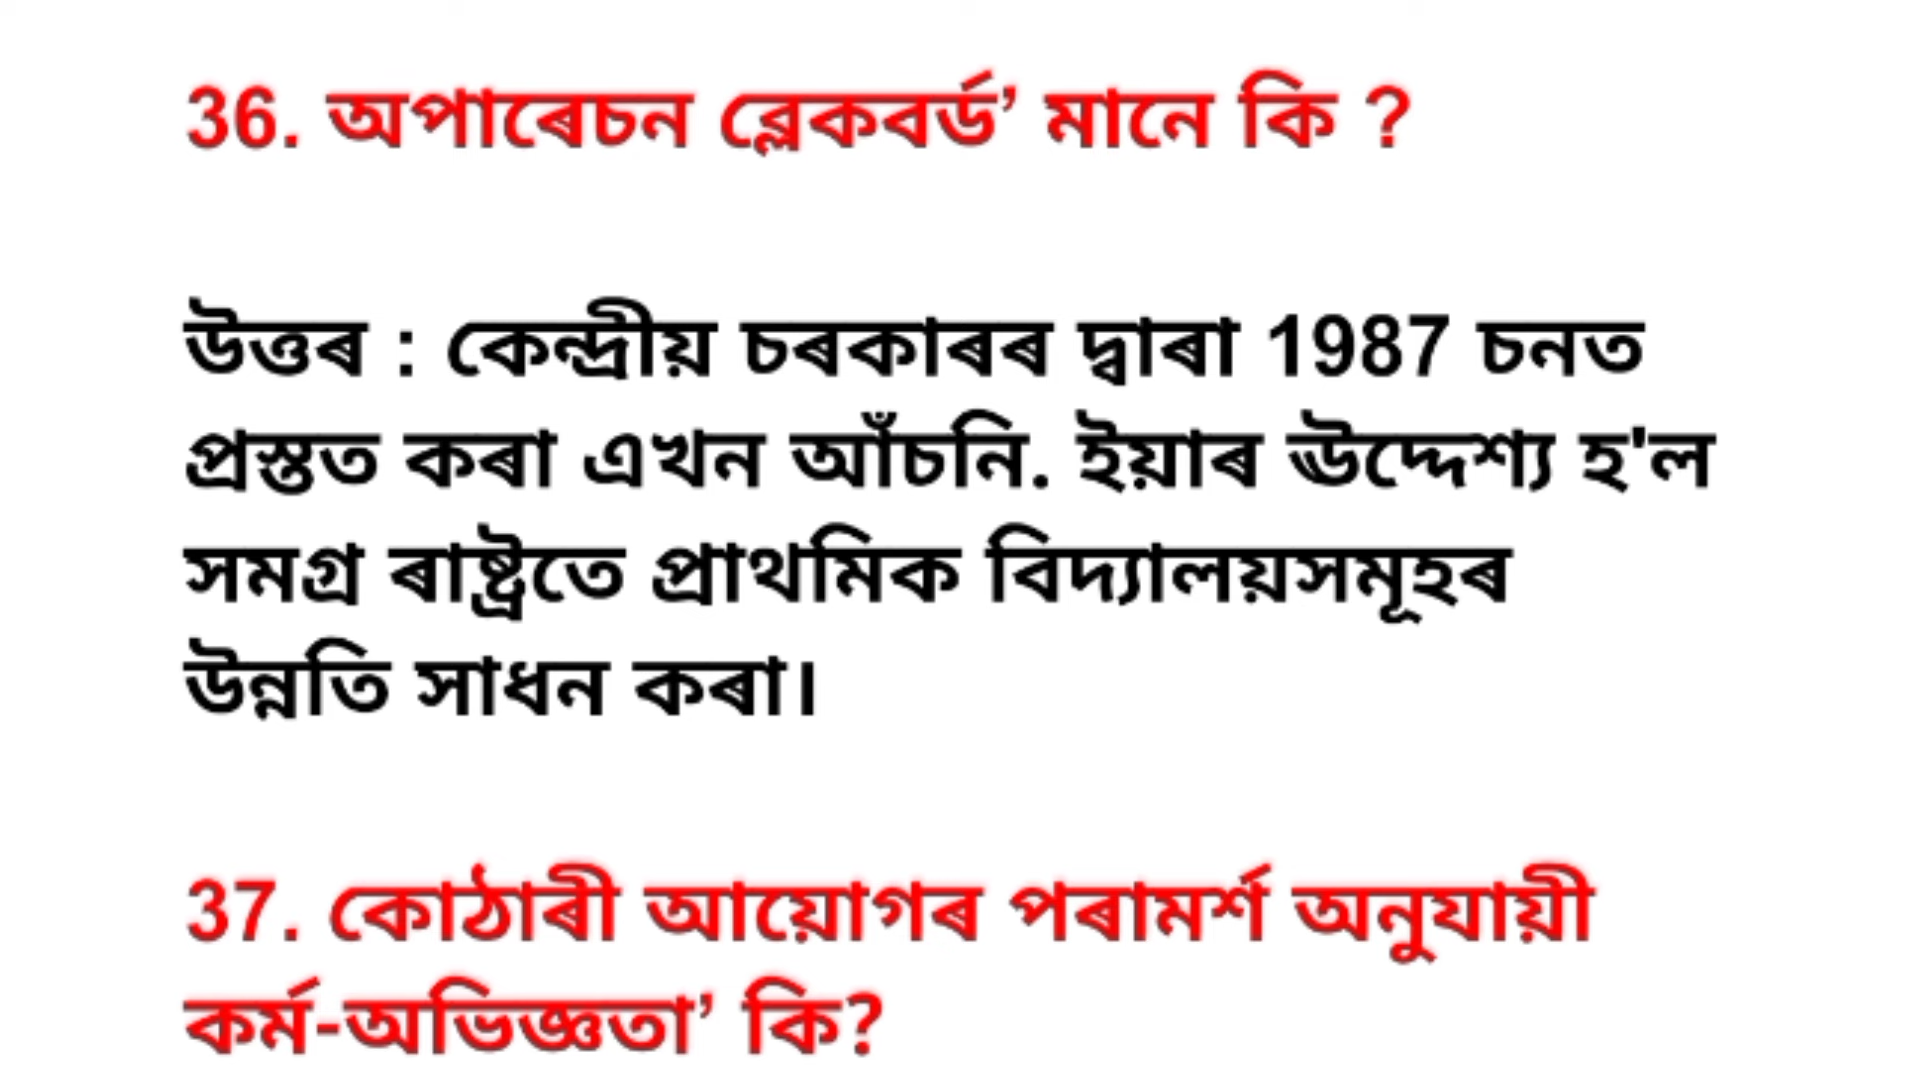 36. অপাৰেচন ব্লেকবৰ্ড’ মানে কি ?
উত্তৰ : কেন্দ্ৰীয় চৰকাৰৰ দ্বাৰা 1987 চনত
প্ৰস্তত কৰা এখন আঁচনি. ইয়াৰ ঊদ্দেশ্য হ'ল
সমগ্ৰ ৰাষ্ট্ৰতে প্ৰাথমিক বিদ্যালয়সমূহৰ
উন্নতি সাধন কৰা।
37. কোঠাৰী আয়োগৰ পৰামৰ্শ অনুযায়ী
কৰ্ম-অভিজ্ঞতা’ কি?